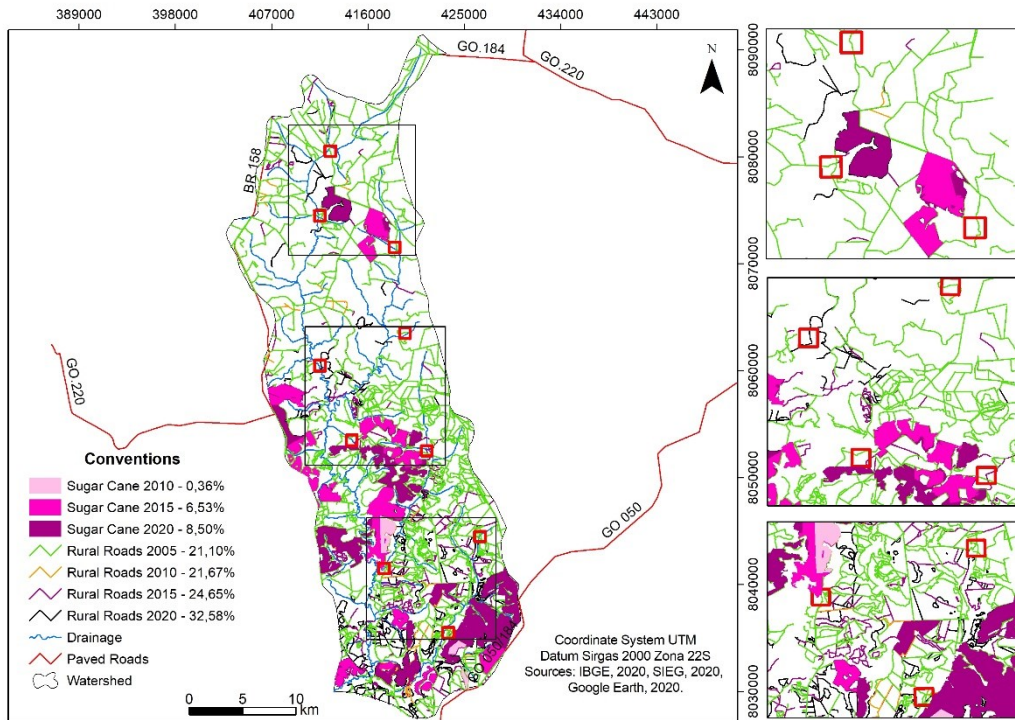 389000 398000 407000 416000 425000 434000 443000
GO.184
GO.220
N
BR 158
GO.220
GO 050
GO 050/184
8090000
8080000
8070000
8060000
8050000
8040000
8030000
Conventions
Sugar Cane 2010 - 0,36%
Sugar Cane 2015 - 6,53%
Sugar Cane 2020 - 8,50%
Rural Roads 2005 - 21,10%
Rural Roads 2010 - 21,67%
Rural Roads 2015 - 24,65%
Rural Roads 2020 - 32,58%
Drainage
Paved Roads
Watershed
0 5 10
km
Coordinate System UTM
Datum Sirgas 2000 Zona 22S
Sources: IBGE, 2020, SIEG, 2020,
Google Earth, 2020.